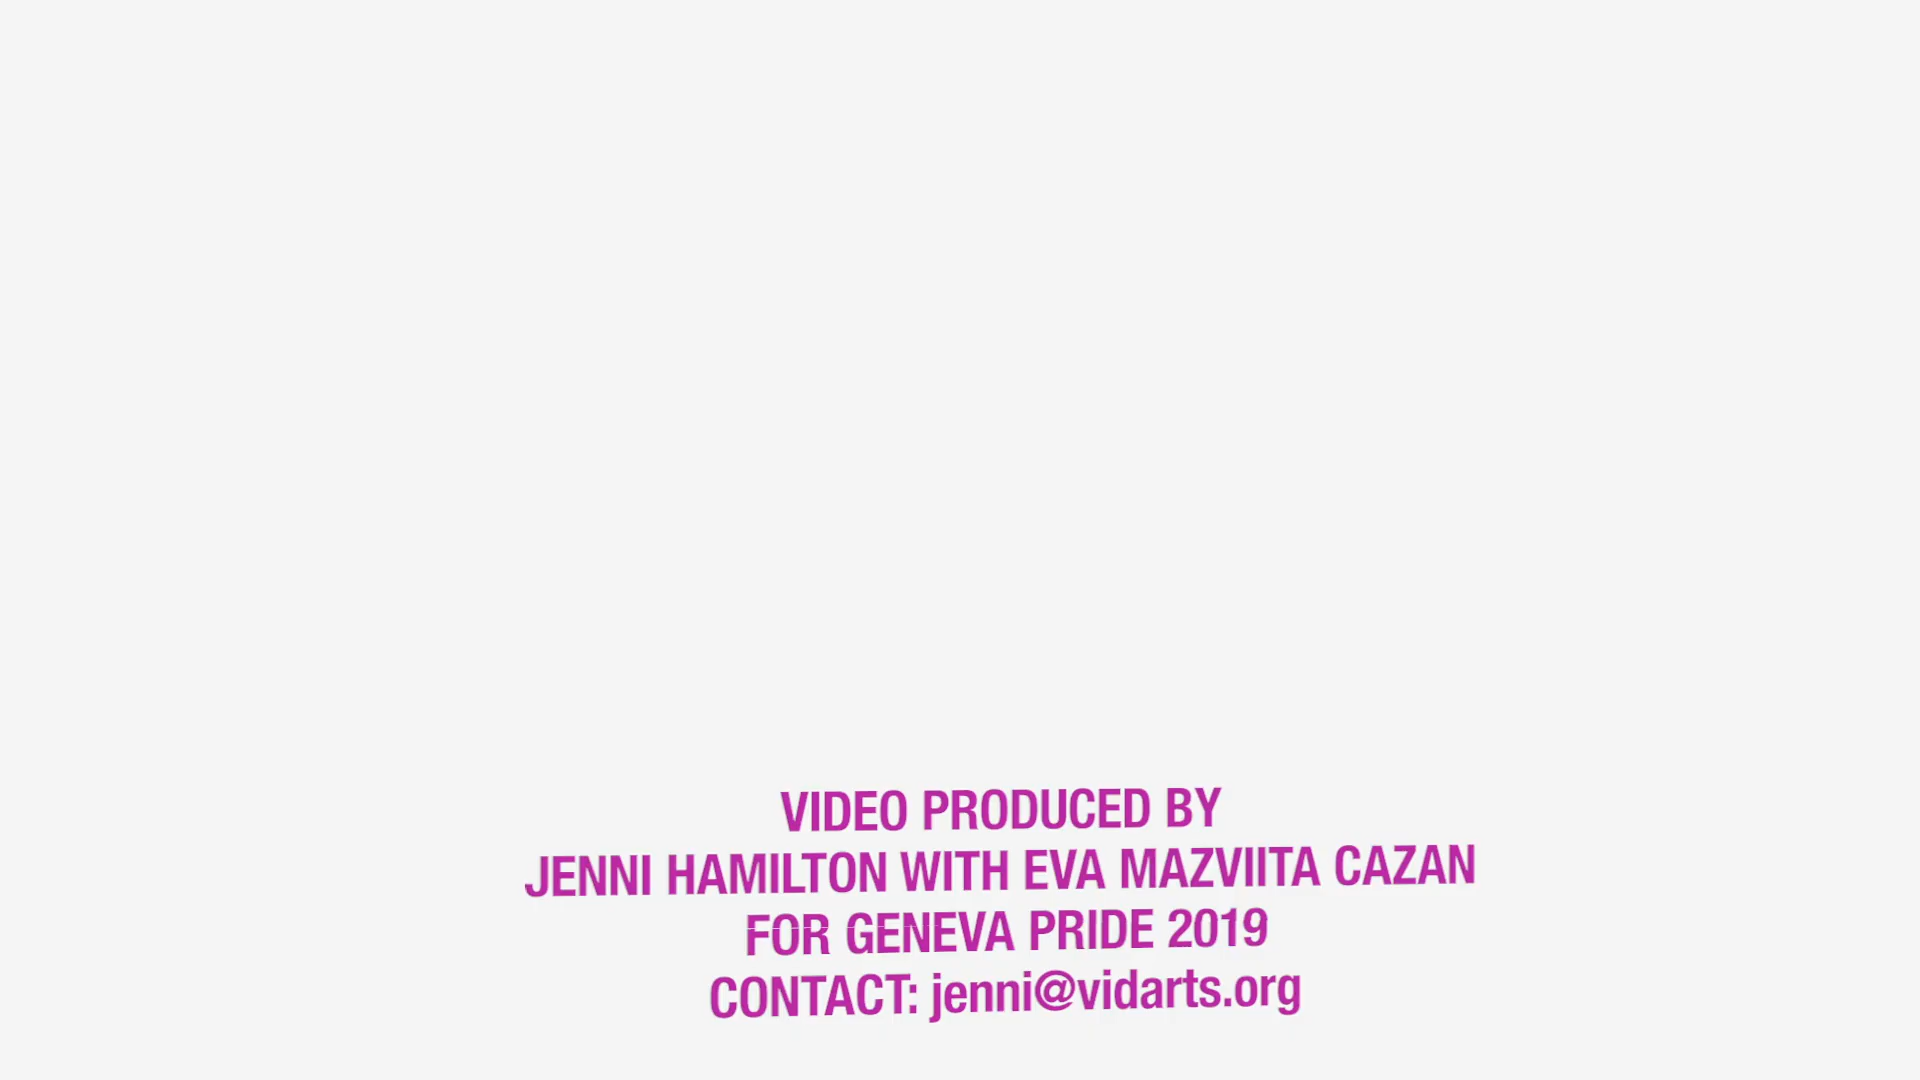 VIDEO PRODUCED BY
JENNI HAMILTON WITH EVA MAZVIITA CAZAN
FOR GENEVA PRIDE 2019
CONTACT: jenni@vidarts.org